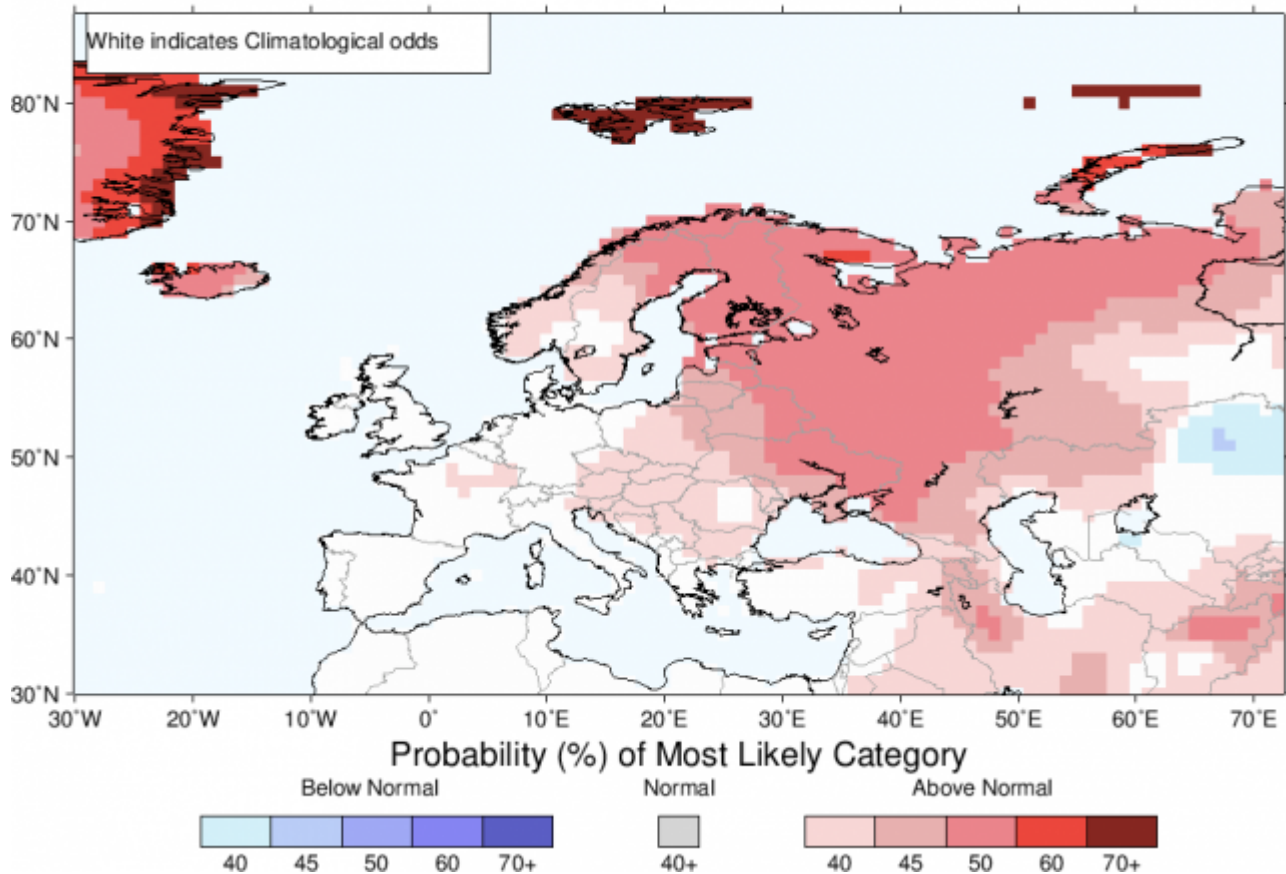 White indicates Climatological odds
80°N
70°N
60°N
50°N
40°N
30°N
30°W 20°W 10°W 0° 10°E 20°E 30°E 40°E 50°E 60°E 70°E
Probability (%) of Most Likely Category
Below Normal Normal Above Normal
40 45 50 60 70+ 40+ 40 45 50 60 70+